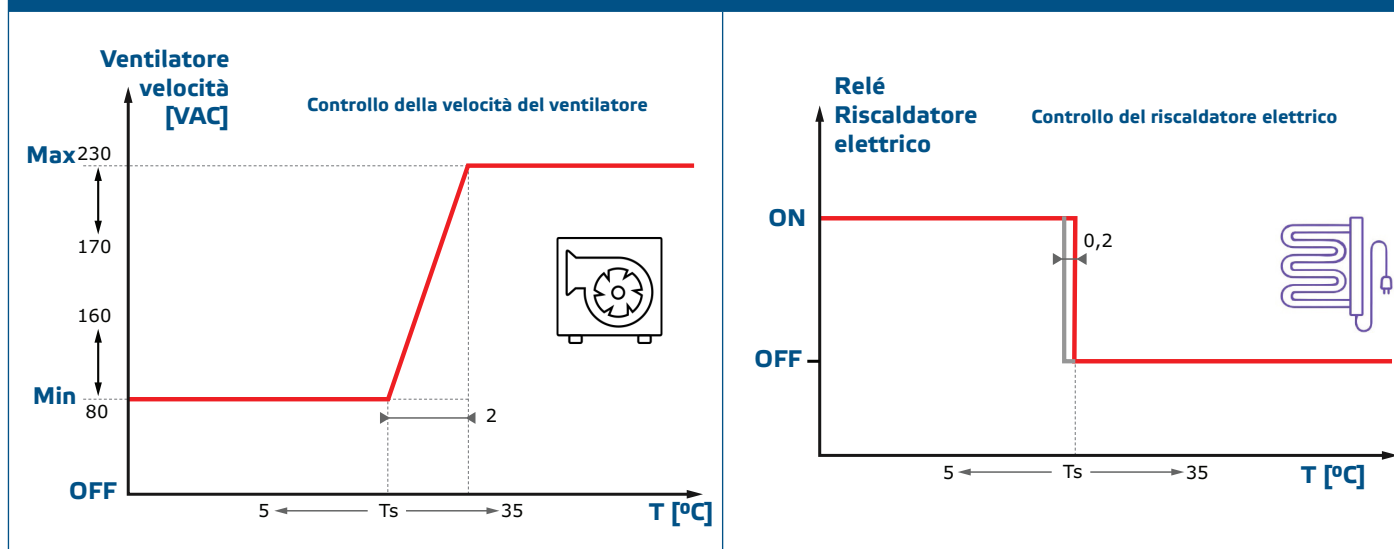 Ventilatore
velocità
[VAC]
Controllo della velocità del ventilatore
Max 230
170
160
Min
80
2
OFF
5 Ts 35
T [ºC]
Relé
Riscaldatore
elettrico
Controllo del riscaldatore elettrico
ON
0,2
OFF
5 Ts 35
T [ºC]